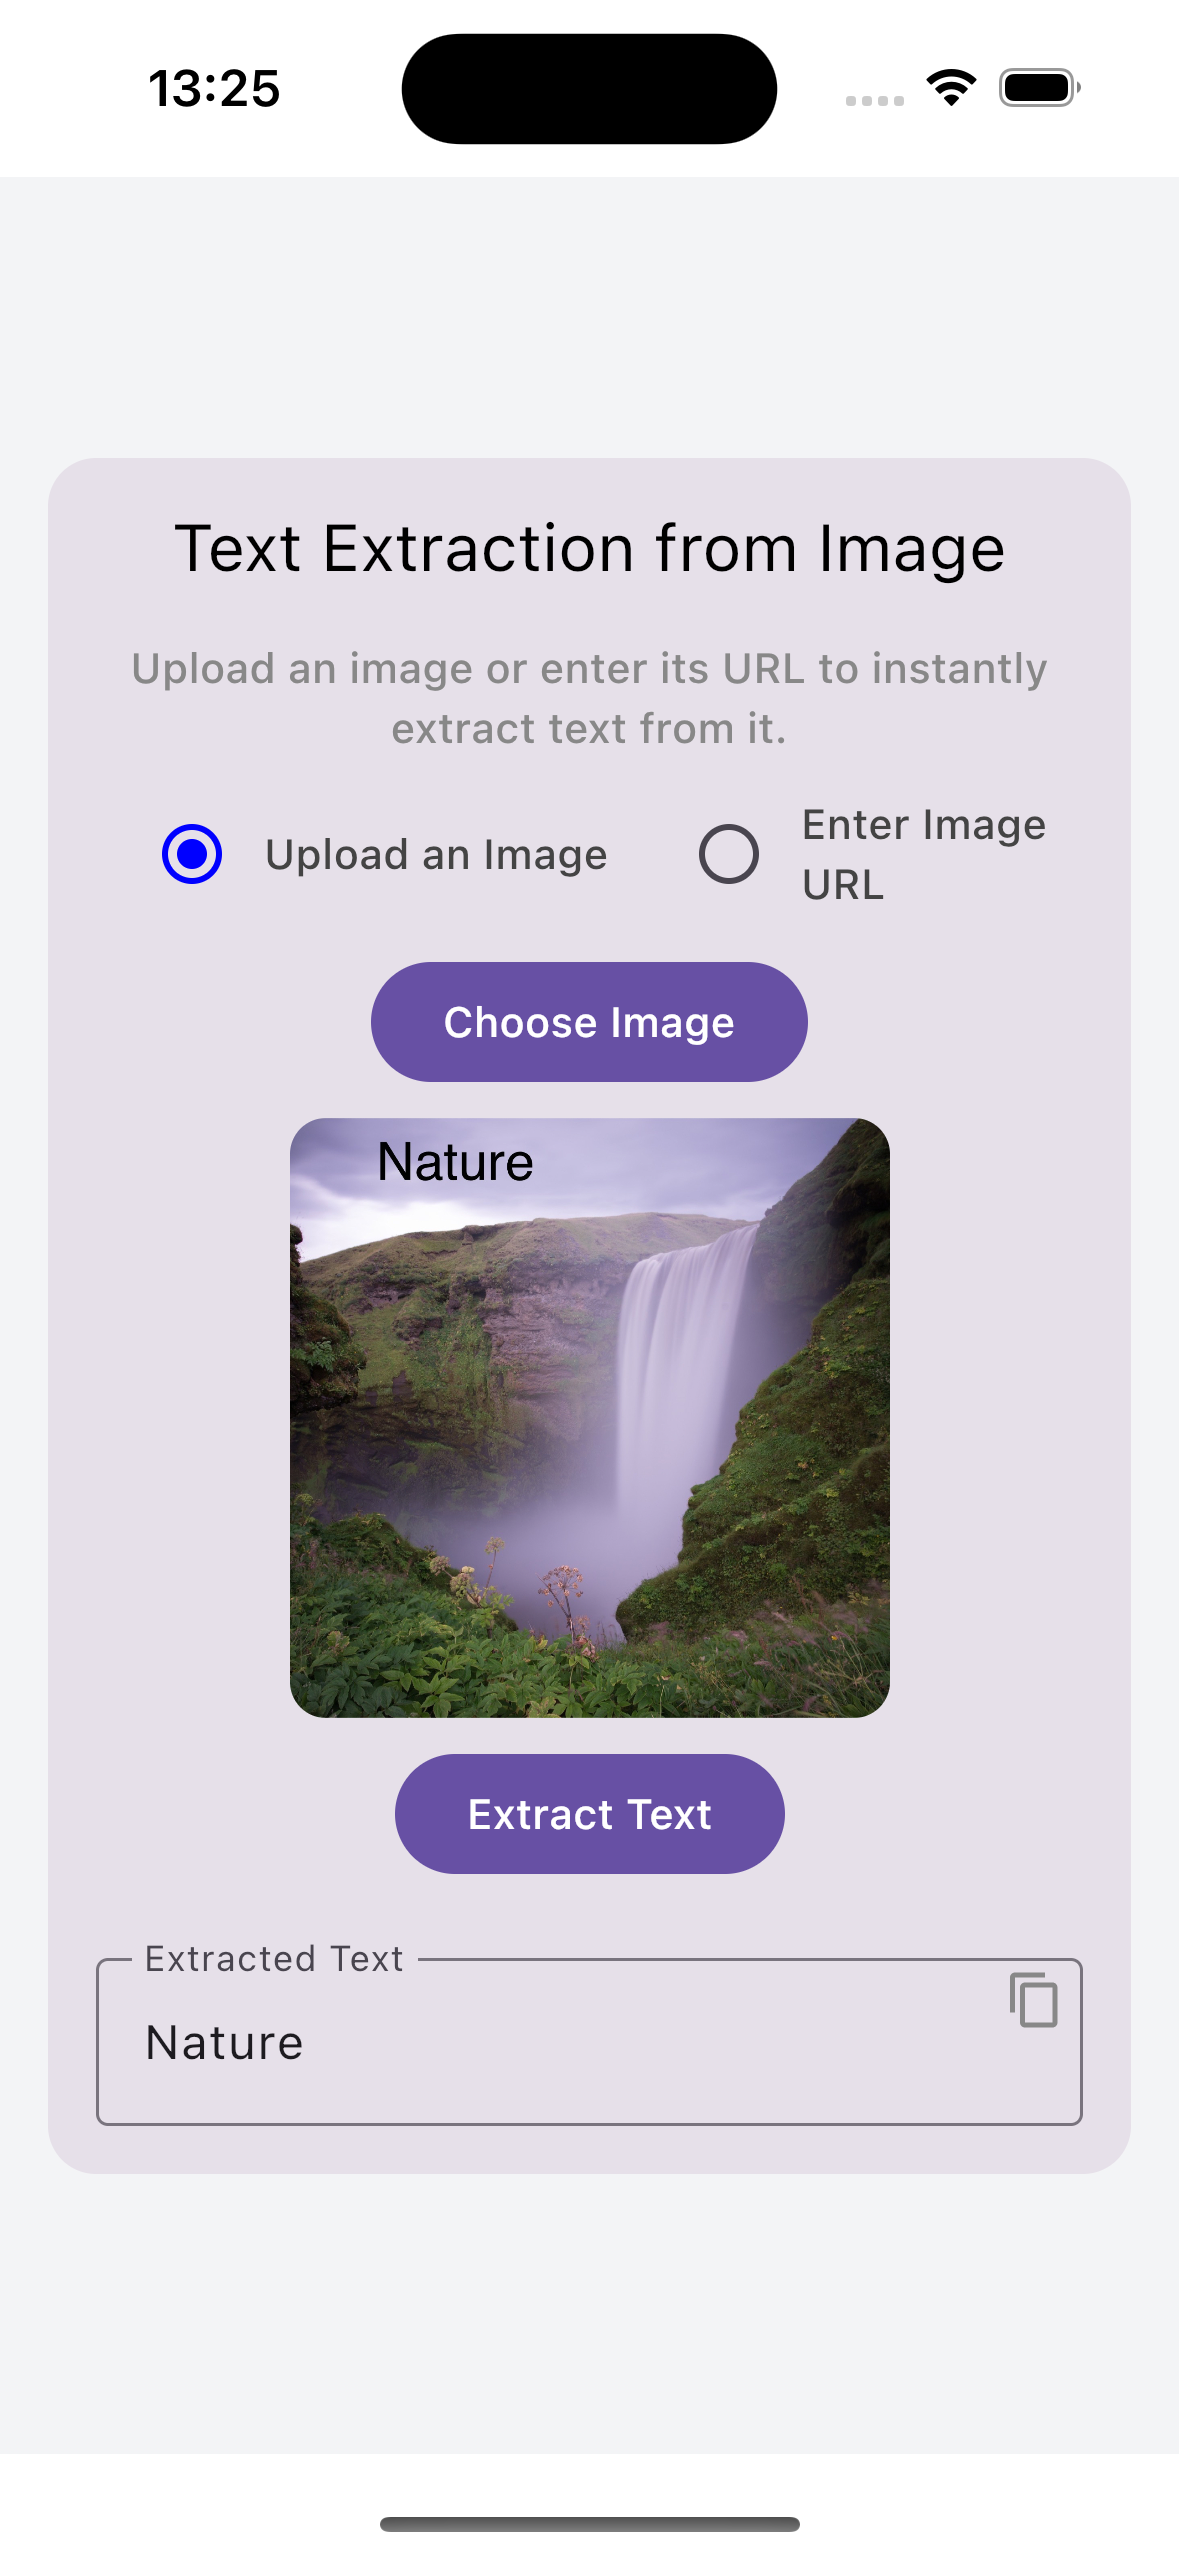 13:25
Text Extraction from Image
Upload an image or enter its URL to instantly
extract text from it.
Upload an Image
Enter Image
URL
Choose Image
Nature
Extract Text
Extracted Text
Nature